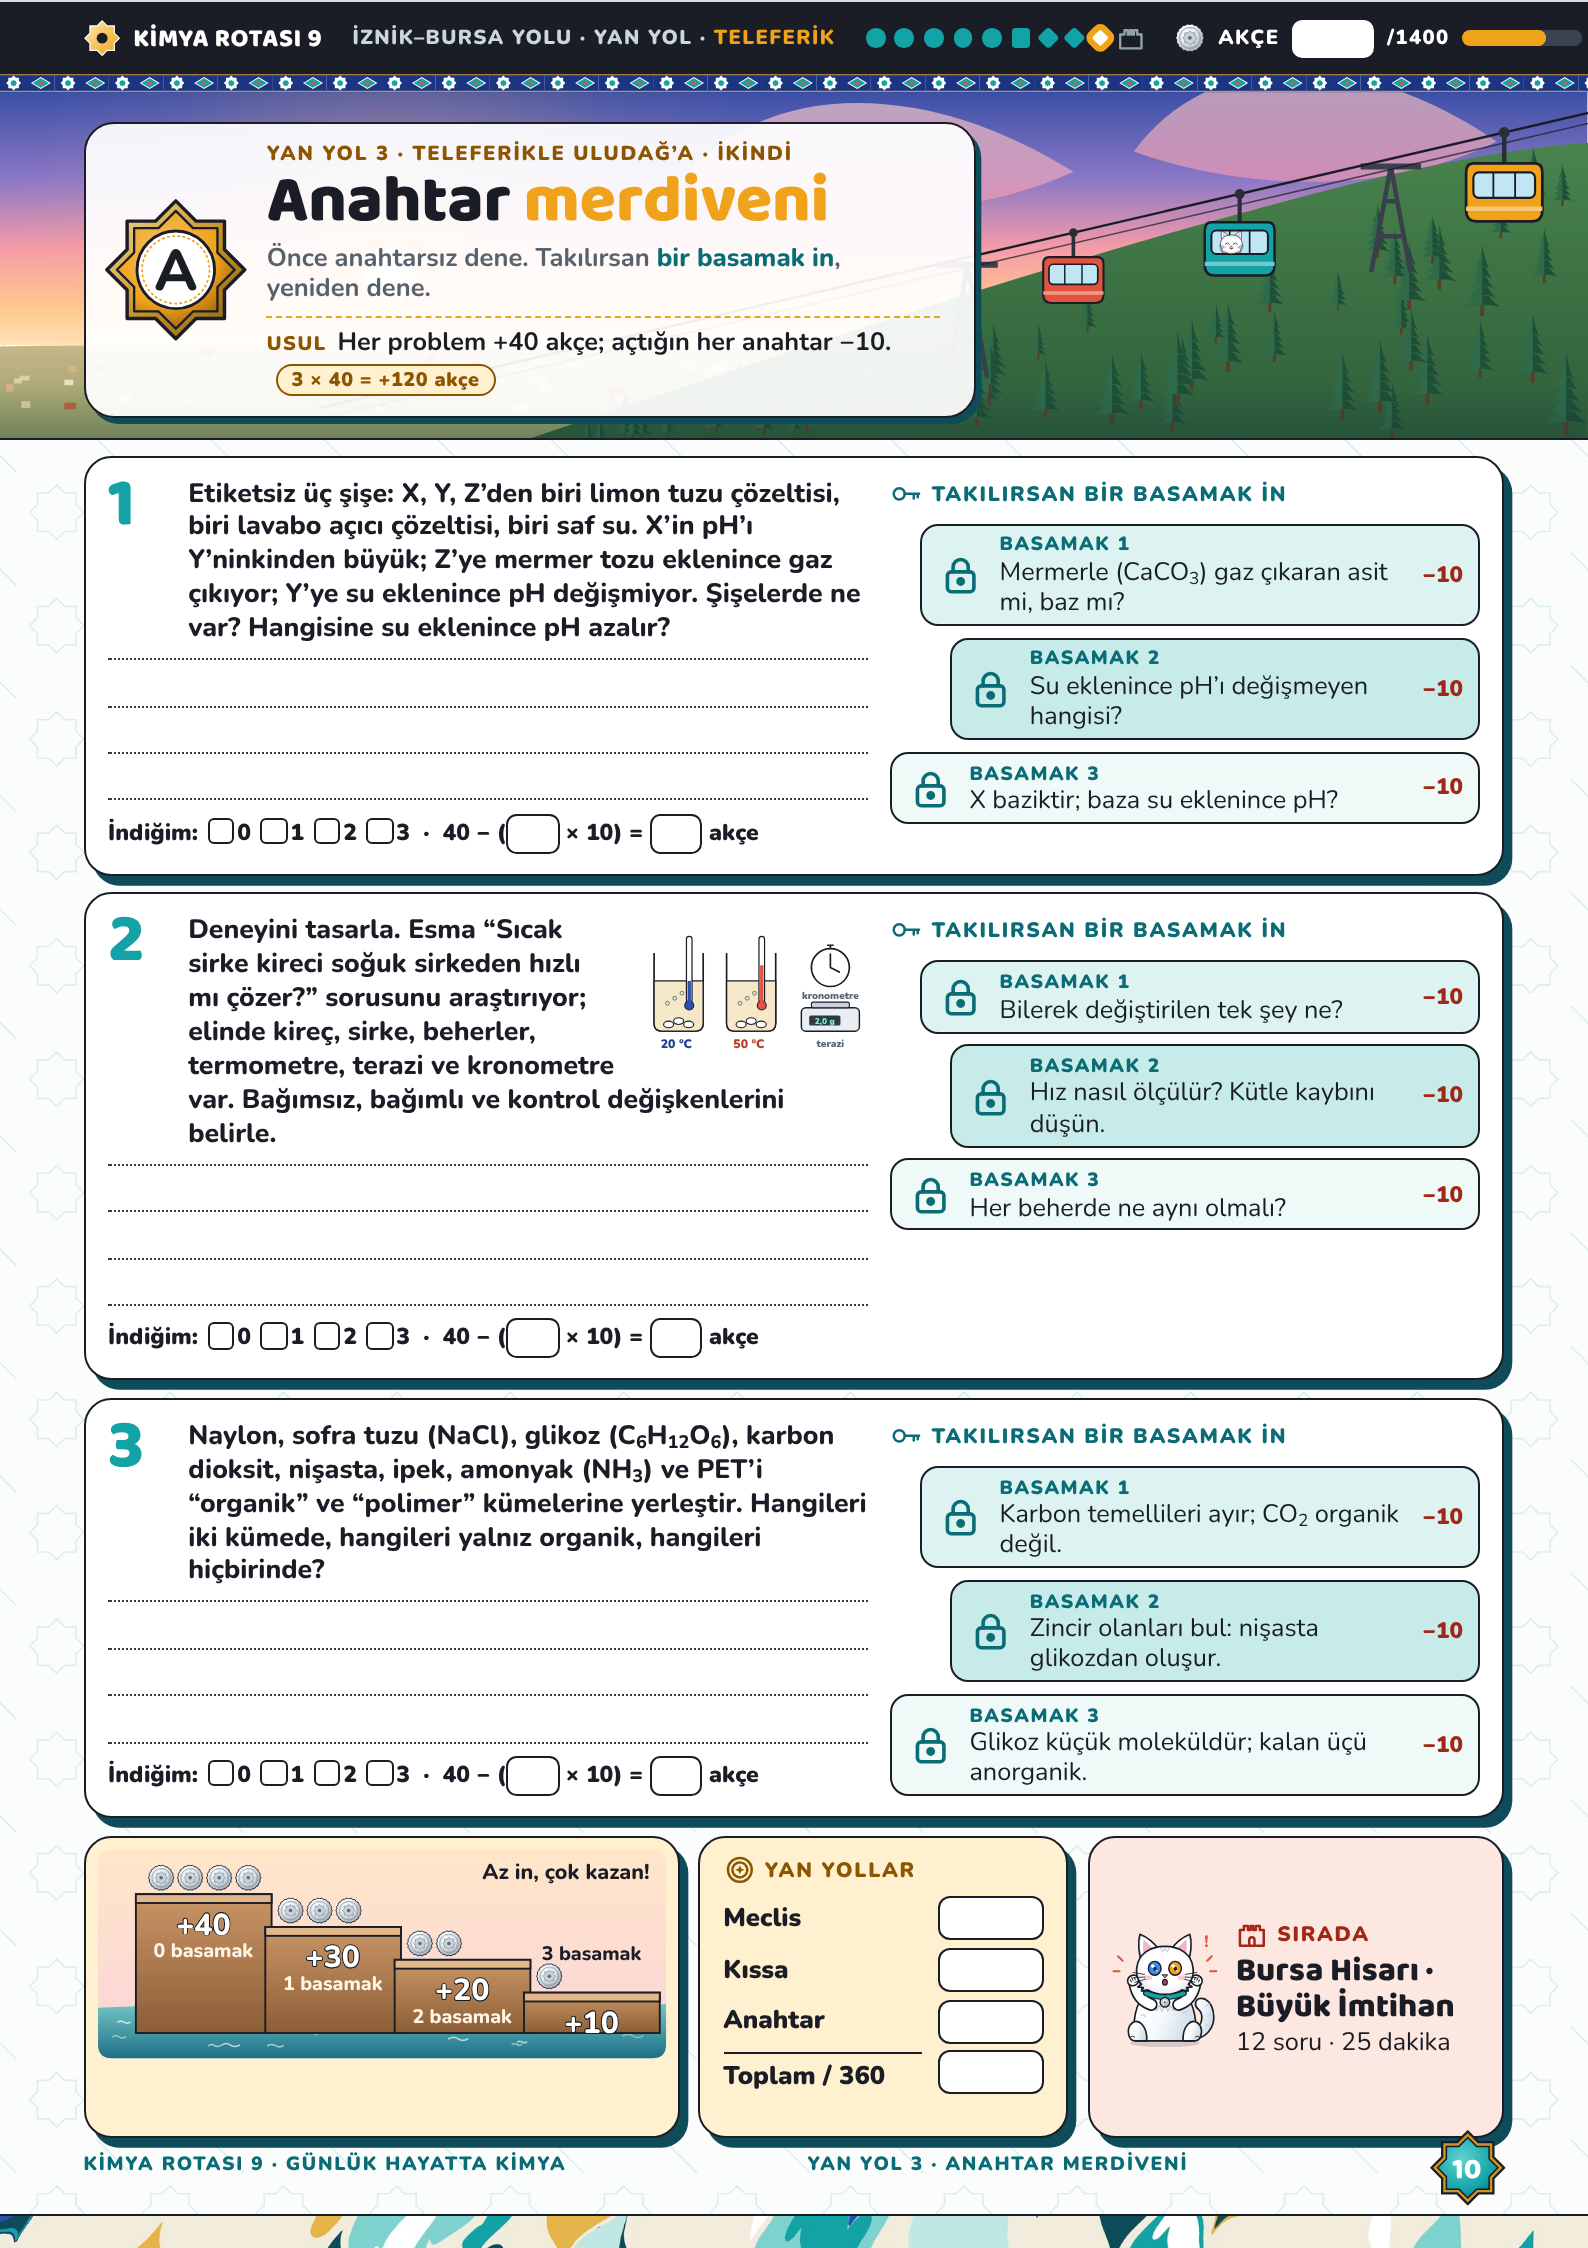 KİMYA ROTASI 9 İZNİK–BURSA YOLU · YAN YOL · TELEFERİK AKÇE /1400
YAN YOL 3 · TELEFERİKLE ULUDAĞ’A · İKİNDİ
Anahtar merdiveni
A
Önce anahtarsız dene. Takılırsan bir basamak in,
yeniden dene.
USUL Her problem +40 akçe; açtığın her anahtar −10.
3 × 40 = +120 akçe
1
Etiketsiz üç şişe: X, Y, Z’den biri limon tuzu çözeltisi,
biri lavabo açıcı çözeltisi, biri saf su. X’in pH’ı
Y’ninkinden büyük; Z’ye mermer tozu eklenince gaz
çıkıyor; Y’ye su eklenince pH değişmiyor. Şişelerde ne
var? Hangisine su eklenince pH azalır?
İndiğim: 0 1 2 3 · 40 − ( × 10) = akçe
TAKILIRSAN BİR BASAMAK İN
BASAMAK 1
Mermerle (CaCO₃) gaz çıkaran asit
mi, baz mı?
−10
BASAMAK 2
Su eklenince pH’ı değişmeyen
hangisi?
−10
BASAMAK 3
X baziktir; baza su eklenince pH?
−10
2
Deneyini tasarla. Esma “Sıcak
sirke kireci soğuk sirkeden hızlı
mı çözer?” sorusunu araştırıyor;
elinde kireç, sirke, beherler,
termometre, terazi ve kronometre
var. Bağımsız, bağımlı ve kontrol değişkenlerini
belirle.
kronometre
2,0 g
20 °C 50 °C terazi
İndiğim: 0 1 2 3 · 40 − ( × 10) = akçe
TAKILIRSAN BİR BASAMAK İN
BASAMAK 1
Bilerek değiştirilen tek şey ne?
−10
BASAMAK 2
Hız nasıl ölçülür? Kütle kaybını
düşün.
−10
BASAMAK 3
Her beherde ne aynı olmalı?
−10
3
Naylon, sofra tuzu (NaCl), glikoz (C₆H₁₂O₆), karbon
dioksit, nişasta, ipek, amonyak (NH₃) ve PET’i
“organik” ve “polimer” kümelerine yerleştir. Hangileri
iki kümede, hangileri yalnız organik, hangileri
hiçbirinde?
İndiğim: 0 1 2 3 · 40 − ( × 10) = akçe
TAKILIRSAN BİR BASAMAK İN
BASAMAK 1
Karbon temellileri ayır; CO₂ organik
değil.
−10
BASAMAK 2
Zincir olanları bul: nişasta
glikozdan oluşur.
−10
BASAMAK 3
Glikoz küçük moleküldür; kalan üçü
anorganik.
−10
Az in, çok kazan!
+40
0 basamak
+30
1 basamak
+20
2 basamak
3 basamak
+10
YAN YOLLAR
Meclis
Kıssa
Anahtar
Toplam / 360
!
SIRADA
Bursa Hisarı ·
Büyük İmtihan
12 soru · 25 dakika
KİMYA ROTASI 9 · GÜNLÜK HAYATTA KİMYA YAN YOL 3 · ANAHTAR MERDİVENİ 10